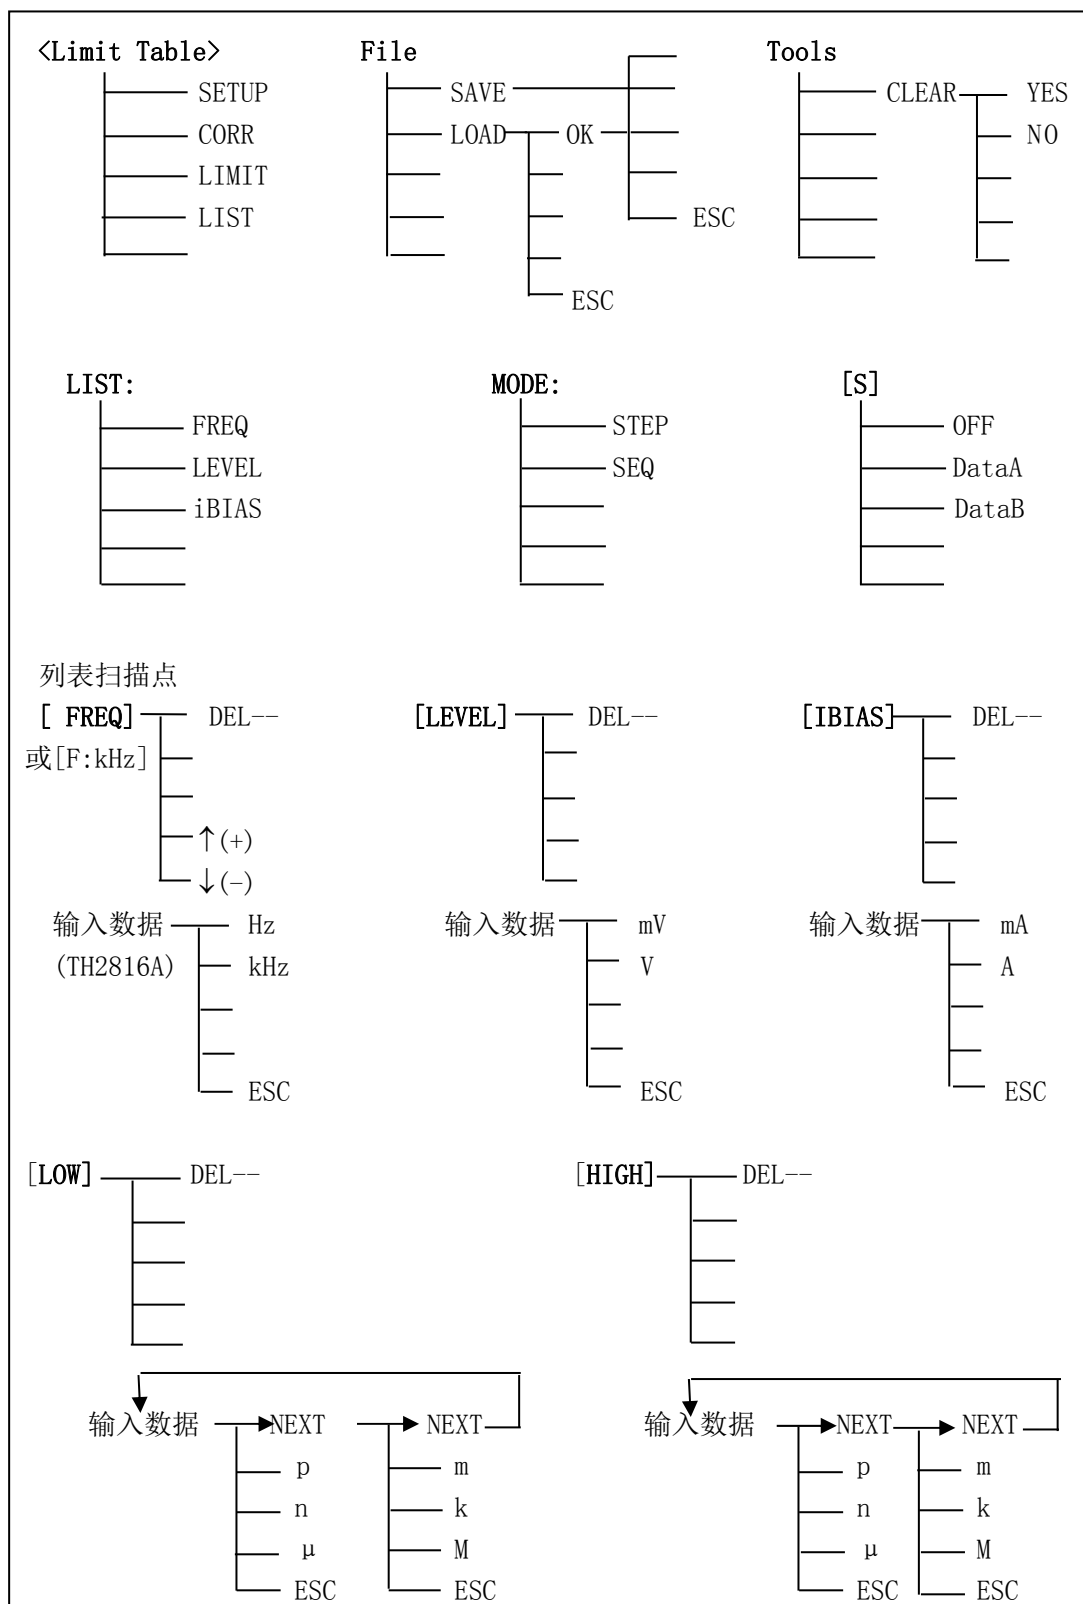 <Limit Table>
SETUP
CORR
LIMIT
LIST
File
SAVE
LOAD
OK
ESC
ESC
Tools
CLEAR
YES
NO
LIST:
FREQ
LEVEL
iBIAS
MODE:
STEP
SEQ
[S]
OFF
DataA
DataB
列表扫描点
[ FREQ]
DEL--
或[F:kHz]
↑(+)
↓(-)
[LEVEL]
DEL--
[IBIAS]
DEL--
输入数据
(TH2816A)
Hz
kHz
ESC
输入数据
mV
V
ESC
输入数据
mA
A
ESC
[LOW]
DEL--
[HIGH]
DEL--
输入数据
NEXT
p
n
μ
ESC
NEXT
m
k
M
ESC
输入数据
NEXT
p
n
μ
ESC
NEXT
m
k
M
ESC